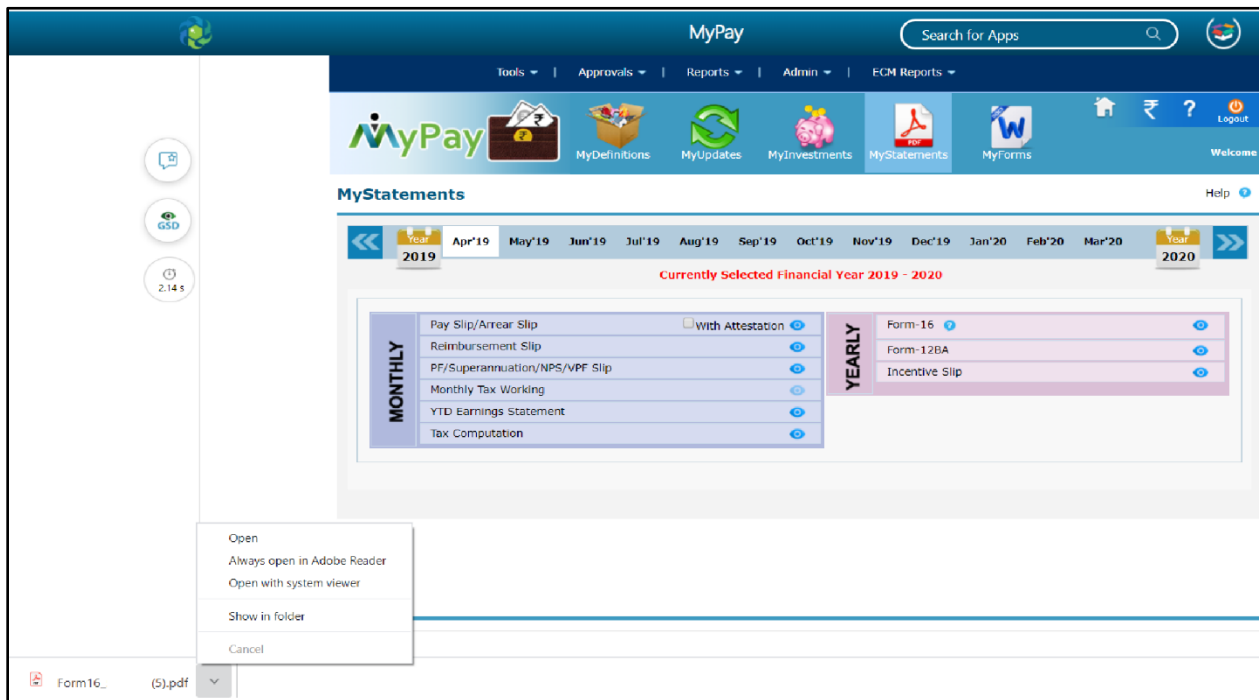 MyPay
Search for Apps
Tools | Approvals | Reports | Admin | ECM Reports
MyPay
MyDefinitions MyUpdates MyInvestments MyStatements MyForms
PDF
W
₹ ? Logout
Welcome
MyStatements
Help ?
GSD
2.14 s
Year 2019 Apr'19 May'19 Jun'19 Jul'19 Aug'19 Sep'19 Oct'19 Nov'19 Dec'19 Jan'20 Feb'20 Mar'20 Year 2020
Currently Selected Financial Year 2019 - 2020
MONTHLY
Pay Slip/Arrear Slip With Attestation
Reimbursement Slip
PF/Superannuation/NPS/VPF Slip
Monthly Tax Working
YTD Earnings Statement
Tax Computation
YEARLY
Form-16 ?
Form-12BA
Incentive Slip
Open
Always open in Adobe Reader
Open with system viewer
Show in folder
Cancel
Form16_ (5).pdf